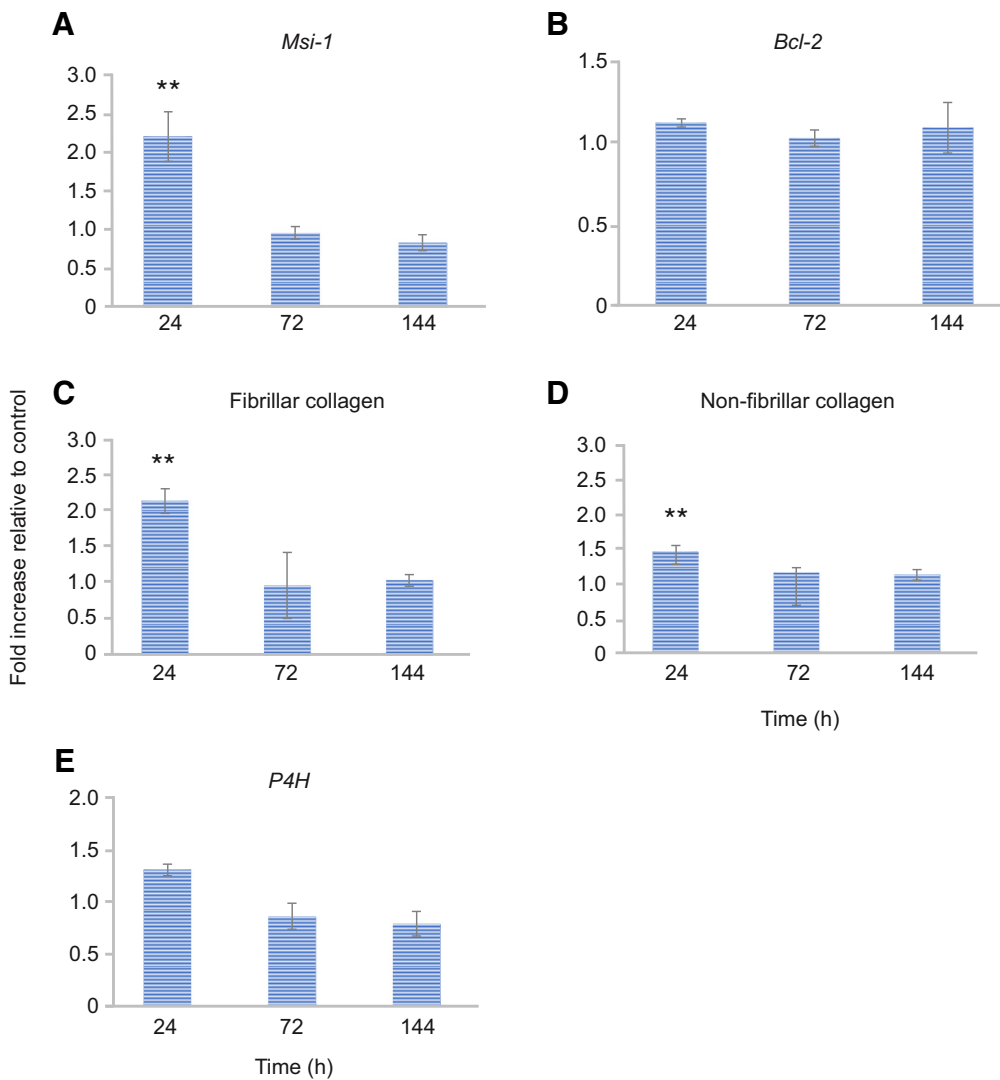 A
Msi-1
3.0
**
2.5
2.0
1.5
1.0
0.5
0
24 72 144
B
Bcl-2
1.5
1.0
0.5
0
24 72 144
Fold increase relative to control
C
Fibrillar collagen
3.0
**
2.5
2.0
1.5
1.0
0.5
0
24 72 144
D
Non-fibrillar collagen
3.0
2.5
**
2.0
1.5
1.0
0.5
0
24 72 144
Time (h)
E
P4H
2.0
1.5
1.0
0.5
0
24 72 144
Time (h)